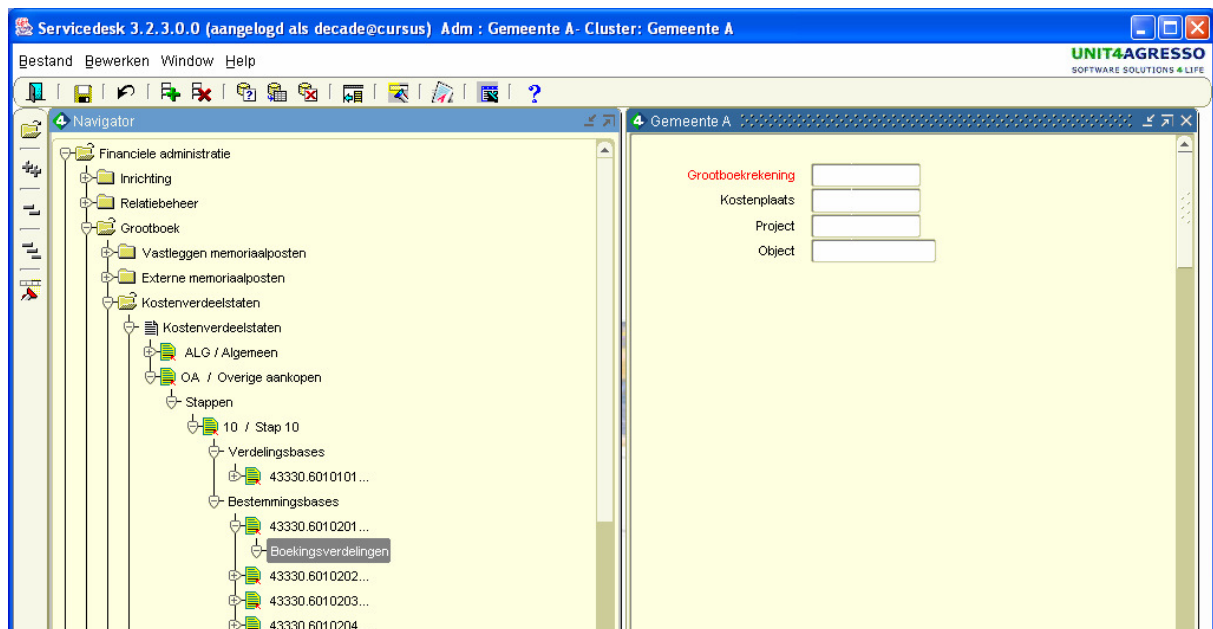 Servicedesk 3.2.3.0.0 (aangelogd als decade@cursus) Adm : Gemeente A- Cluster: Gemeente A
Bestand Bewerken Window Help
UNIT4AGRESSO
SOFTWARE SOLUTIONS 4 LIFE
Navigator
Financiele administratie
Inrichting
Relatiebeheer
Grootboek
Vastleggen memoriaalposten
Externe memoriaalposten
Kostenverdeelstaten
Kostenverdeelstaten
ALG / Algemeen
OA / Overige aankopen
Stappen
10 / Stap 10
Verdelingsbases
43330.6010101...
Bestemmingsbases
43330.6010201...
Boekingsverdelingen
43330.6010202...
43330.6010203...
43330.6010204
Gemeente A
Grootboekrekening
Kostenplaats
Project
Object